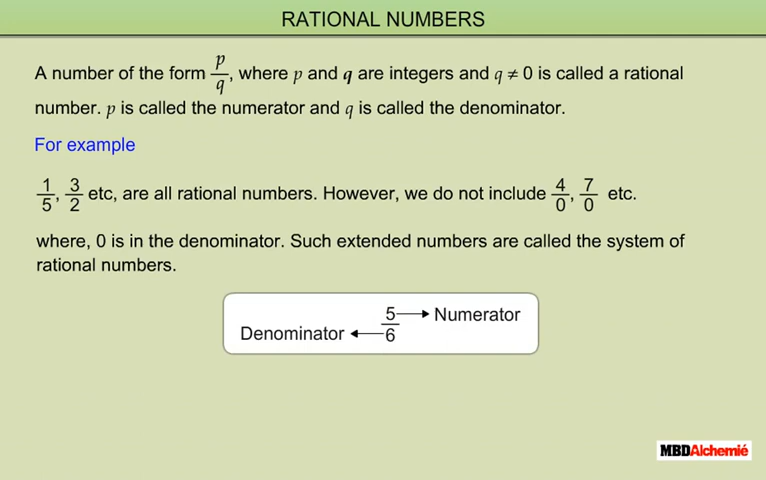 RATIONAL NUMBERS
A number of the form p/q, where p and q are integers and q ≠ 0 is called a rational
number. p is called the numerator and q is called the denominator.
For example
1/5, 3/2 etc, are all rational numbers. However, we do not include 4/0, 7/0 etc.
where, 0 is in the denominator. Such extended numbers are called the system of
rational numbers.
5 → Numerator
Denominator ← 6
MBDAlchemié